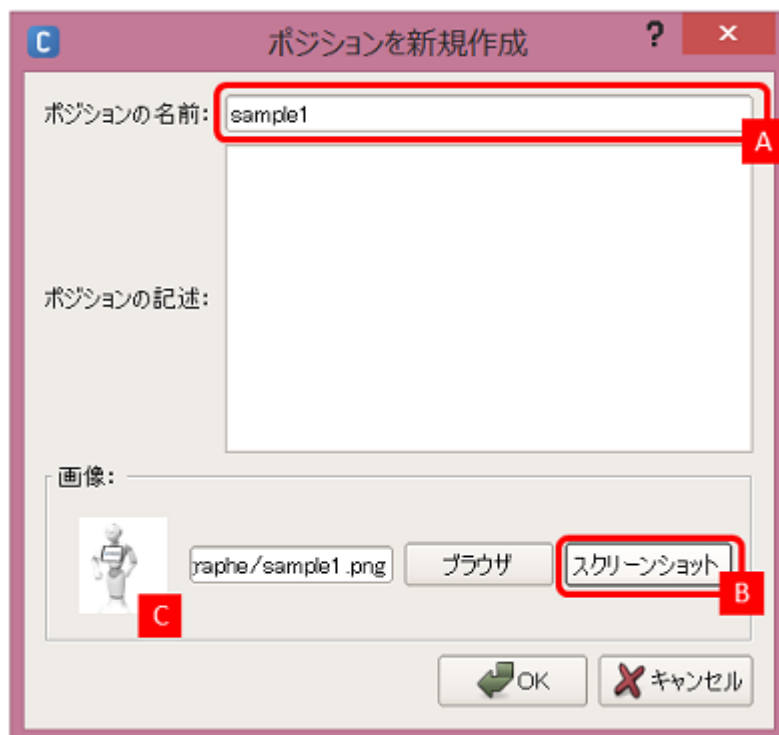 C
ポジションを新規作成
?
×
ポジションの名前:
sample1
A
ポジションの記述:
画像:
raphe/sample1.png
ブラウザ
スクリーンショット
B
C
OK
キャンセル